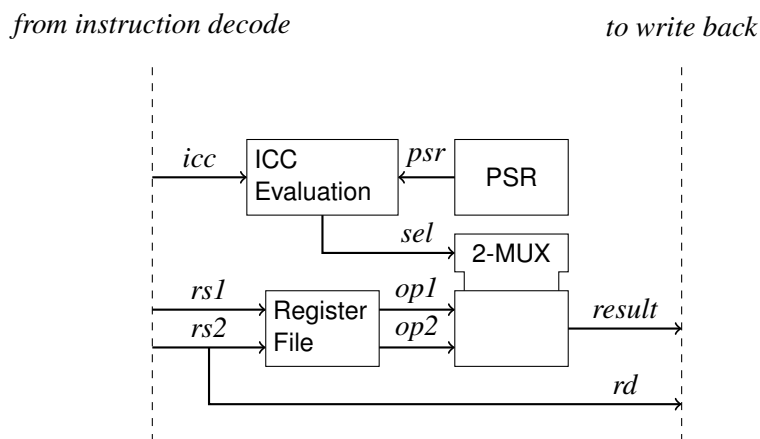 from instruction decode
to write back
icc
ICC
Evaluation
psr
PSR
sel
2-MUX
rs1
rs2
Register
File
op1
op2
result
rd